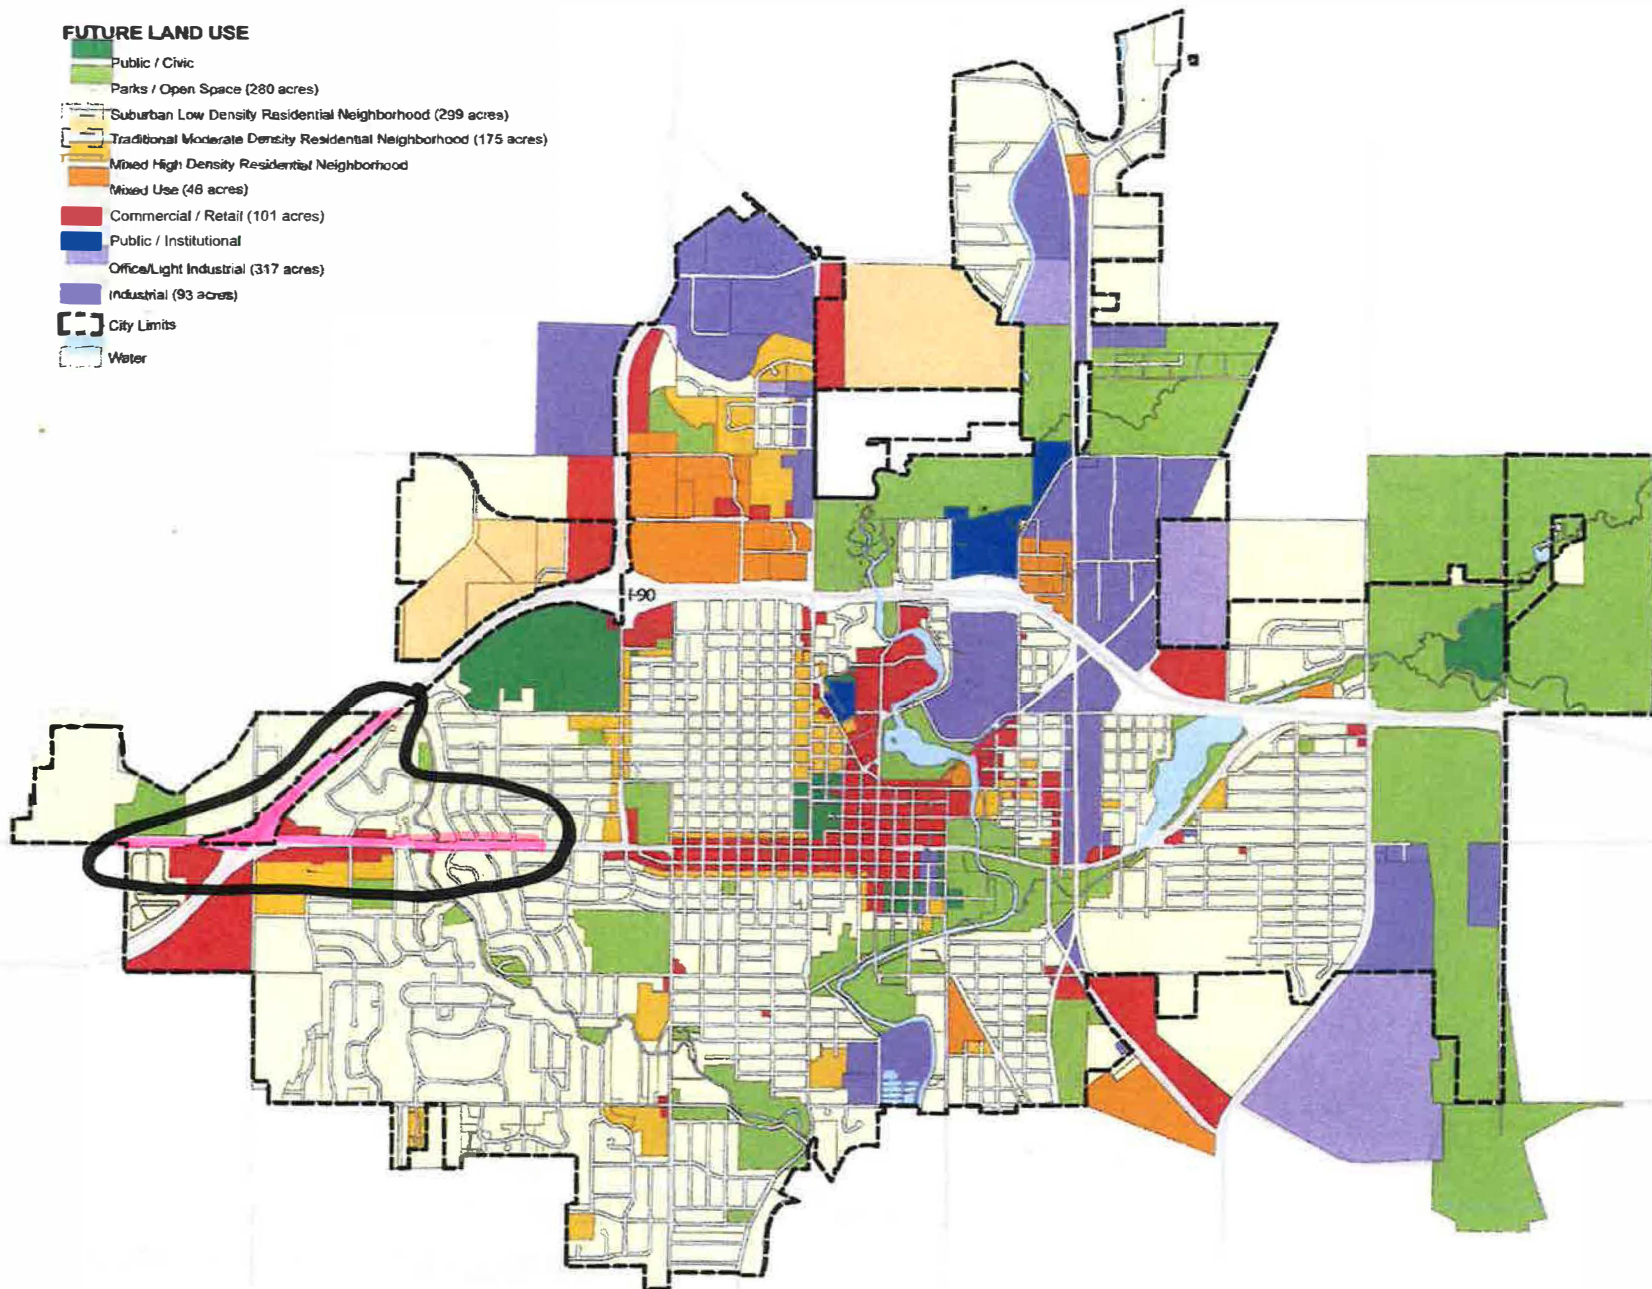 FUTURE LAND USE
Public / Civic
Parks / Open Space (280 acres)
Suburban Low Density Residential Neighborhood (299 acres)
Traditional Moderate Density Residential Neighborhood (175 acres)
Mixed High Density Residential Neighborhood
Mixed Use (46 acres)
Commercial / Retail (101 acres)
Public / Institutional
Office/Light Industrial (317 acres)
Industrial (93 acres)
City Limits
Water
I-90